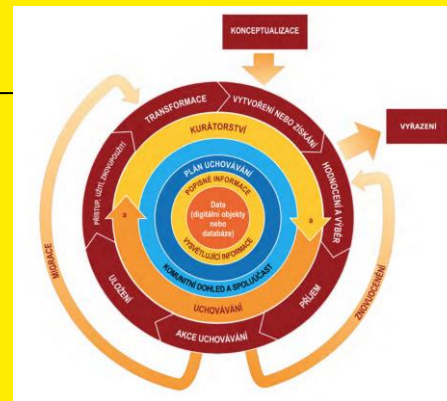 KONCEPTUALIZACE
VYTVOŘENÍ NEBO ZÍSKÁNÍ
VYŘAZENÍ
HODNOCENÍ A VÝBĚR
PŘÍJEM
AKCE UCHOVÁVÁNÍ
ULOŽENÍ
PŘÍSTUP, UŽITÍ, ZNOVUPOUŽITÍ
TRANSFORMACE
MIGRACE
ZNOVUOCENĚNÍ
KURÁTORSTVÍ
a
UCHOVÁVÁNÍ
a
PLÁN UCHOVÁVÁNÍ
KOMUNITNÍ DOHLED A SPOLUÚČAST
POPISNÉ INFORMACE
VYSVĚTLUJÍCÍ INFORMACE
Data
(digitální objekty
nebo
databáze)